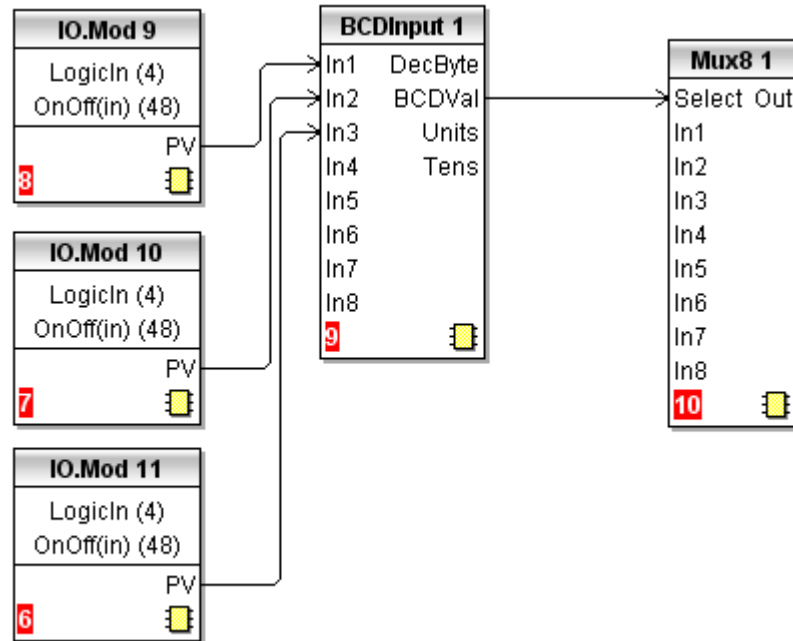 IO.Mod 9
LogicIn (4)
OnOff(in) (48)
PV
8
IO.Mod 10
LogicIn (4)
OnOff(in) (48)
PV
7
IO.Mod 11
LogicIn (4)
OnOff(in) (48)
PV
6
BCDInput 1
In1 DecByte
In2 BCDVal
In3 Units
In4 Tens
In5
In6
In7
In8
9
Mux8 1
Select Out
In1
In2
In3
In4
In5
In6
In7
In8
10